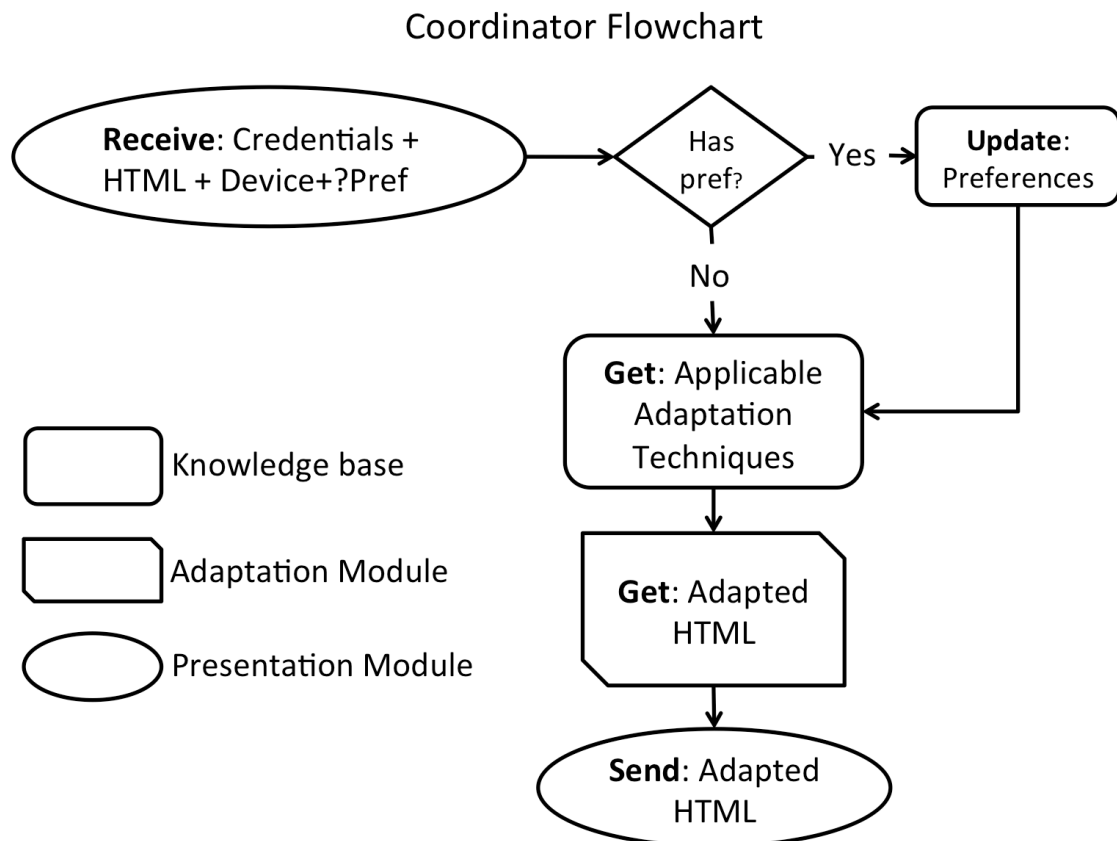 Coordinator Flowchart
Receive: Credentials +
HTML + Device+?Pref
Has
pref?
Yes
Update:
Preferences
No
Get: Applicable
Adaptation
Techniques
Knowledge base
Adaptation Module
Get: Adapted
HTML
Presentation Module
Send: Adapted
HTML